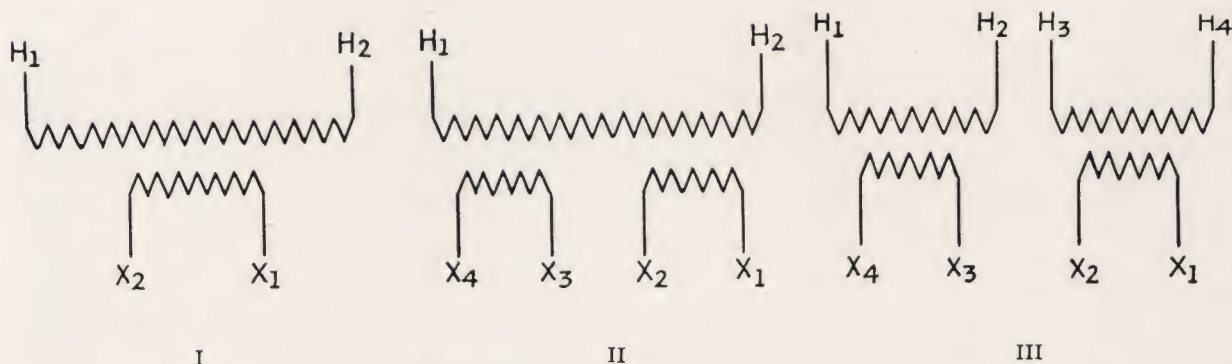 H₁ H₂ H₁ H₂ H₁ H₂ H₃ H₄
X₂ X₁ X₄ X₃ X₂ X₁ X₄ X₃ X₂ X₁
I II III